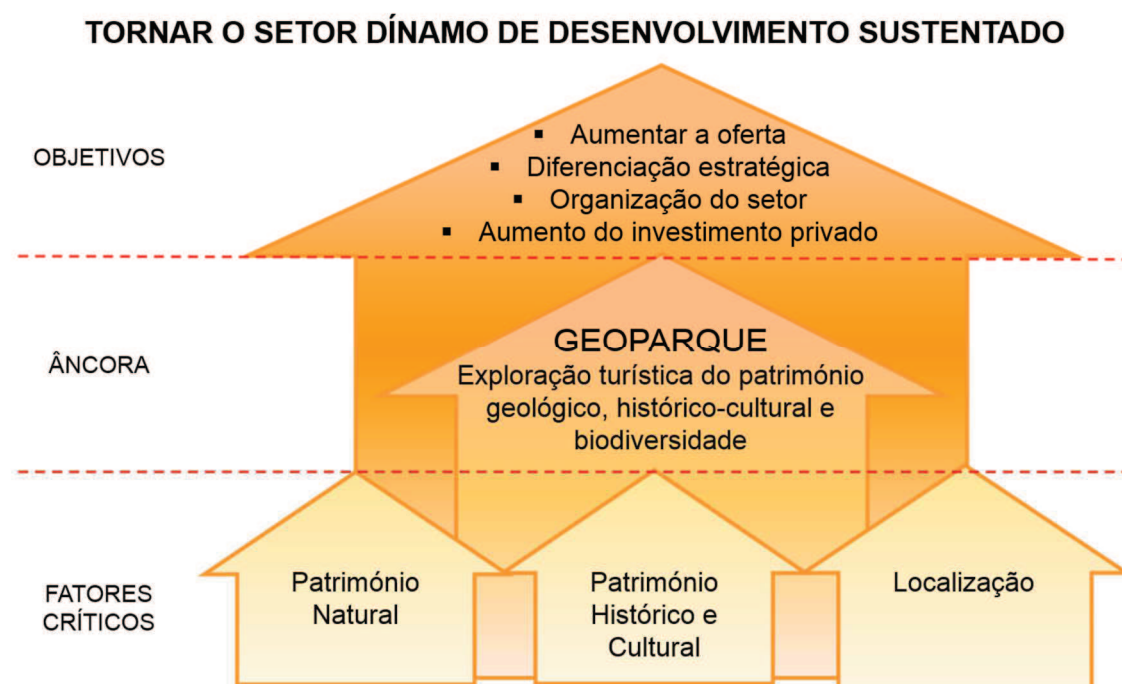 TORNAR O SETOR DÍNAMO DE DESENVOLVIMENTO SUSTENTADO
OBJETIVOS
▪ Aumentar a oferta
▪ Diferenciação estratégica
▪ Organização do setor
▪ Aumento do investimento privado
ÂNCORA
GEOPARQUE
Exploração turística do património
geológico, histórico-cultural e
biodiversidade
FATORES
CRÍTICOS
Património
Natural
Património
Histórico e
Cultural
Localização